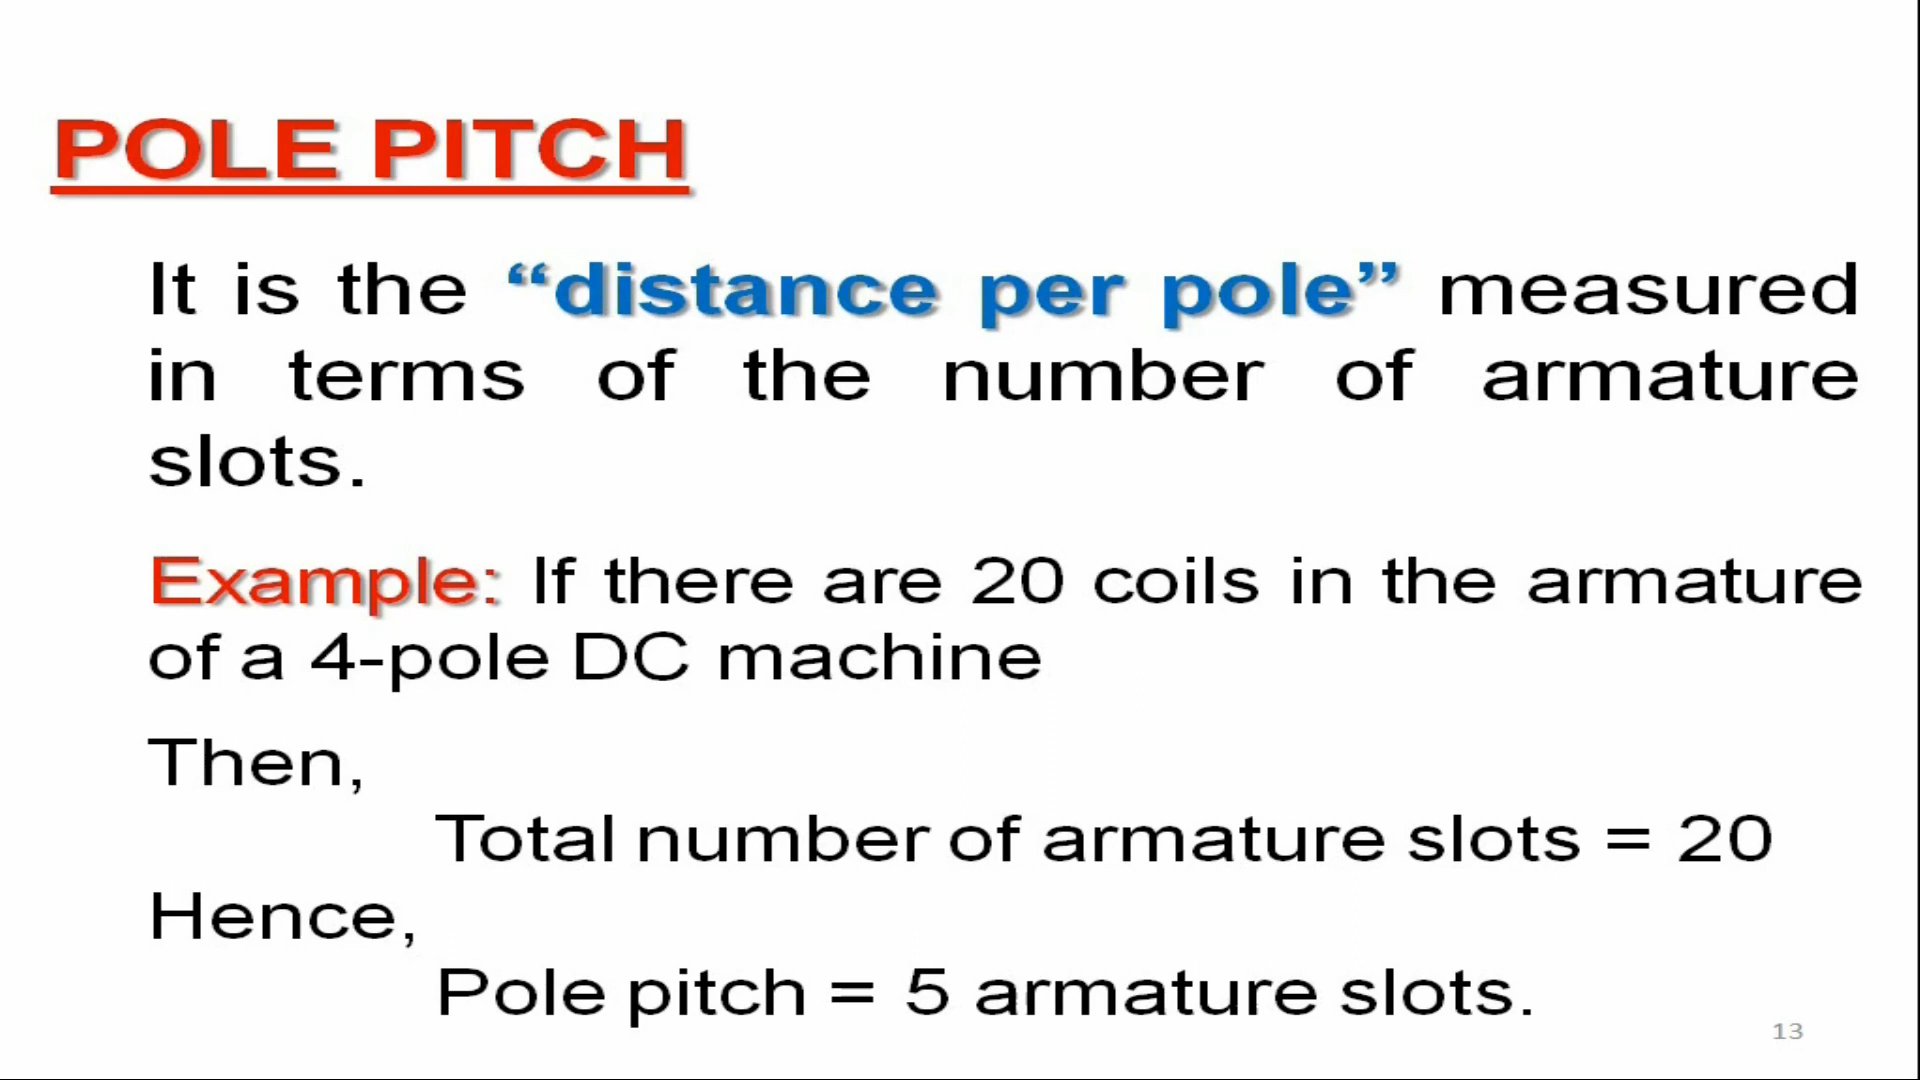 POLE PITCH
It is the “distance per pole” measured
in terms of the number of armature
slots.
Example: If there are 20 coils in the armature
of a 4-pole DC machine
Then,
Total number of armature slots = 20
Hence,
Pole pitch = 5 armature slots.
13